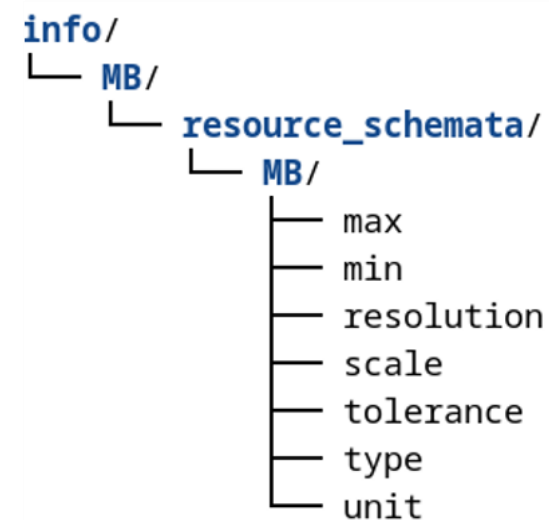 info/
MB/
resource_schemata/
MB/
max
min
resolution
scale
tolerance
type
unit